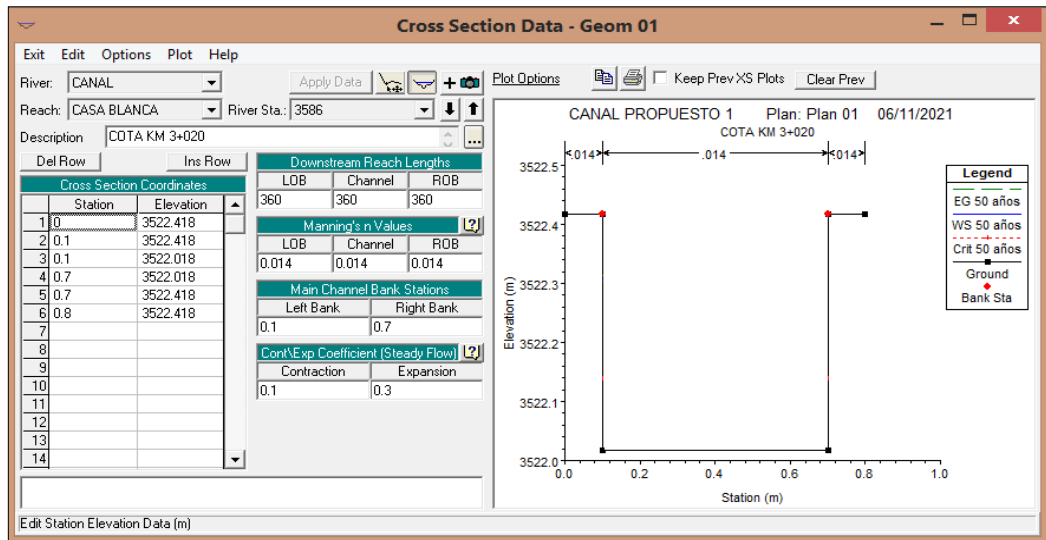 Cross Section Data - Geom 01
Exit Edit Options Plot Help
River: CANAL
Apply Data
Reach: CASA BLANCA River Sta.: 3586
Description COTA KM 3+020 ...
Del Row Ins Row
Cross Section Coordinates
Station Elevation
1 0 3522.418
2 0.1 3522.418
3 0.1 3522.018
4 0.7 3522.018
5 0.7 3522.418
6 0.8 3522.418
7
8
9
10
11
12
13
14
Downstream Reach Lengths
LOB Channel ROB
360 360 360
Manning's n Values
LOB Channel ROB
0.014 0.014 0.014
Main Channel Bank Stations
Left Bank Right Bank
0.1 0.7
Cont\Exp Coefficient (Steady Flow)
Contraction Expansion
0.1 0.3
Edit Station Elevation Data (m)
Plot Options Keep Prev XS Plots Clear Prev
CANAL PROPUESTO 1 Plan: Plan 01 06/11/2021
COTA KM 3+020
.014 .014 .014
3522.5
3522.4
3522.3
3522.2
3522.1
3522.0
Elevation (m)
0.0 0.2 0.4 0.6 0.8 1.0
Station (m)
Legend
EG 50 años
WS 50 años
Crit 50 años
Ground
Bank Sta